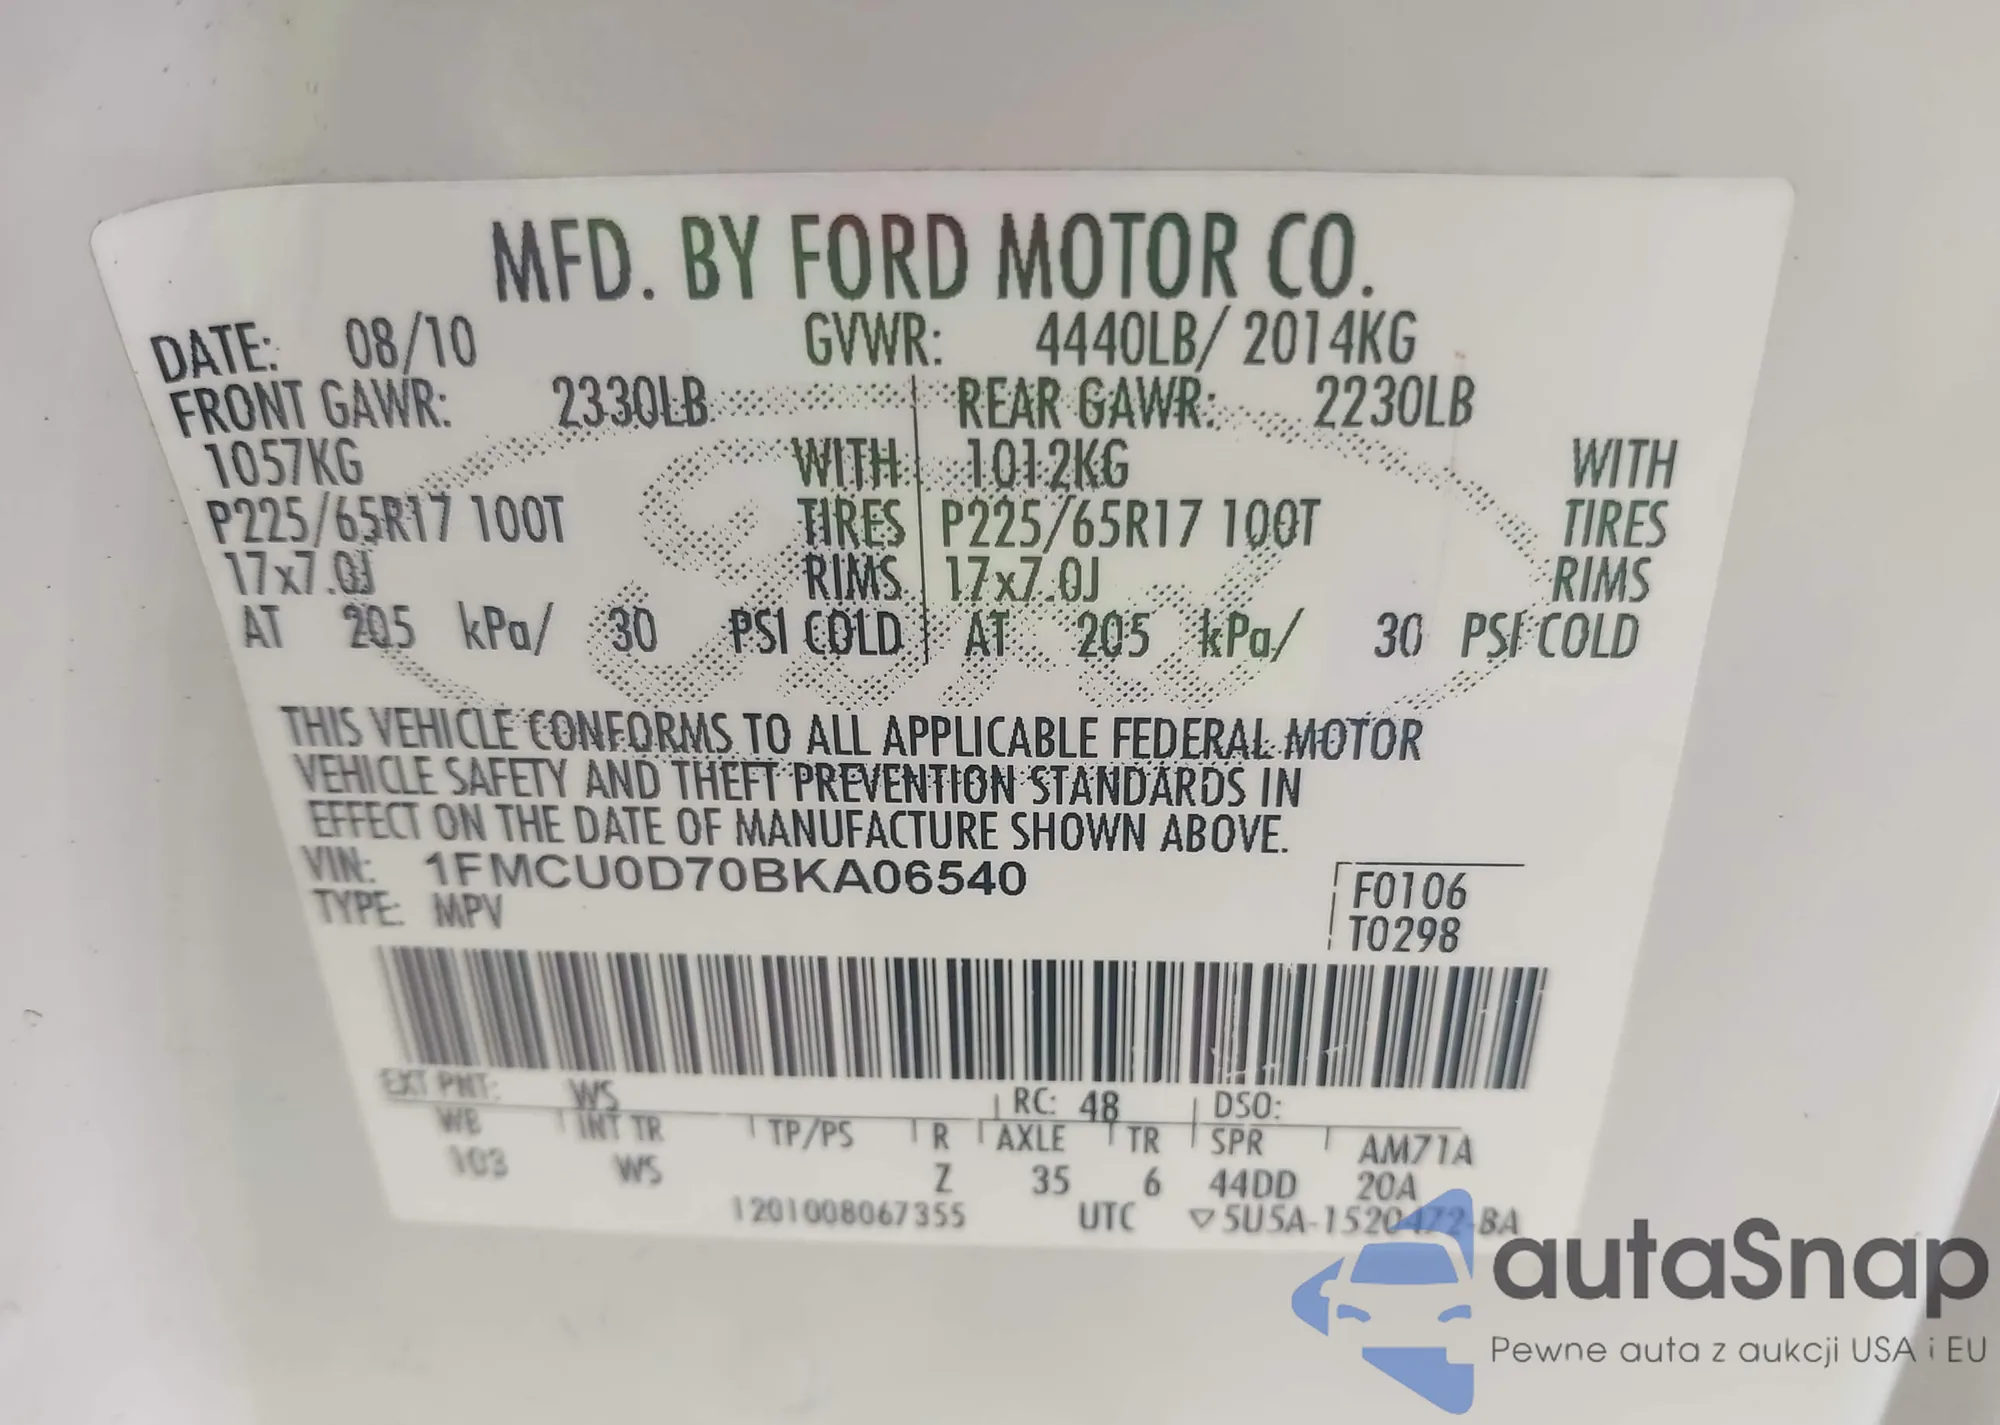 MFD. BY FORD MOTOR CO.
DATE: 08/10 GVWR: 4440LB/ 2014KG
FRONT GAWR: 2330LB REAR GAWR: 2230LB
1057KG WITH 1012KG WITH
P225/65R17 100T TIRES P225/65R17 100T TIRES
17x7.0J RIMS 17x7.0J RIMS
AT 205 kPa/ 30 PSI COLD AT 205 kPa/ 30 PSI COLD
THIS VEHICLE CONFORMS TO ALL APPLICABLE FEDERAL MOTOR
VEHICLE SAFETY AND THEFT PREVENTION STANDARDS IN
EFFECT ON THE DATE OF MANUFACTURE SHOWN ABOVE.
VIN: 1FMCU0D70BKA06540
TYPE: MPV
F0106
T0298
EXT PNT: WS RC: 48 DSO:
WB INT TR TP/PS R AXLE TR SPR AM71A
103 WS Z 35 6 44DD 20A
1201008067355 UTC ▽5U5A-1520472-BA
autaSnap
Pewne auta z aukcji USA i EU